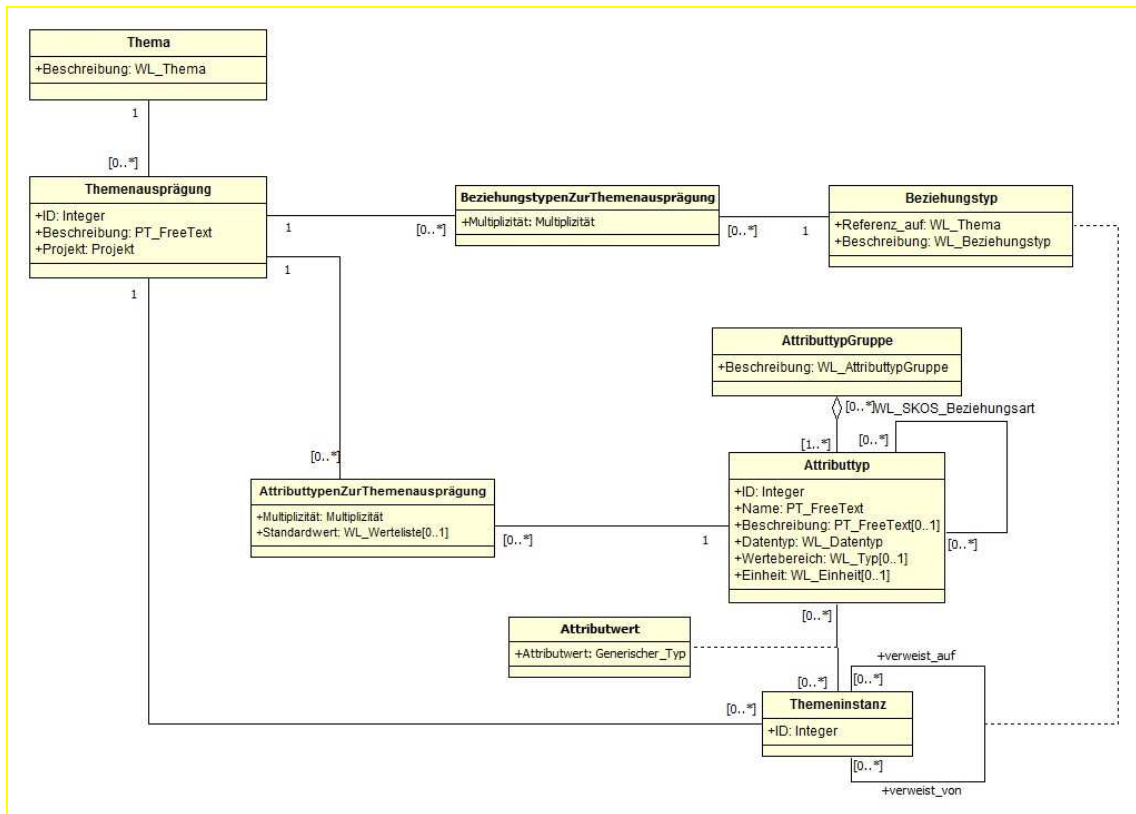 Thema
+Beschreibung: WL_Thema
1
[0..*]
Themenausprägung
+ID: Integer
+Beschreibung: PT_FreeText
+Projekt: Projekt
1
[0..*]
BeziehungstypenZurThemenausprägung
+Multiplizität: Multiplizität
[0..*]
1
Beziehungstyp
+Referenz_auf: WL_Thema
+Beschreibung: WL_Beziehungstyp
1
1
AttributtypGruppe
+Beschreibung: WL_AttributtypGruppe
[0..*]
WL_SKOS_Beziehungsart
[1..*]
[0..*]
[0..*]
AttributtypenZurThemenausprägung
+Multiplizität: Multiplizität
+Standardwert: WL_Werteliste[0..1]
[0..*]
1
Attributtyp
+ID: Integer
+Name: PT_FreeText
+Beschreibung: PT_FreeText[0..1]
+Datentyp: WL_Datentyp
+Wertebereich: WL_Typ[0..1]
+Einheit: WL_Einheit[0..1]
[0..*]
[0..*]
Attributwert
+Attributwert: Generischer_Typ
+verweist_auf
[0..*]
[0..*]
[0..*]
Themeninstanz
+ID: Integer
[0..*]
+verweist_von